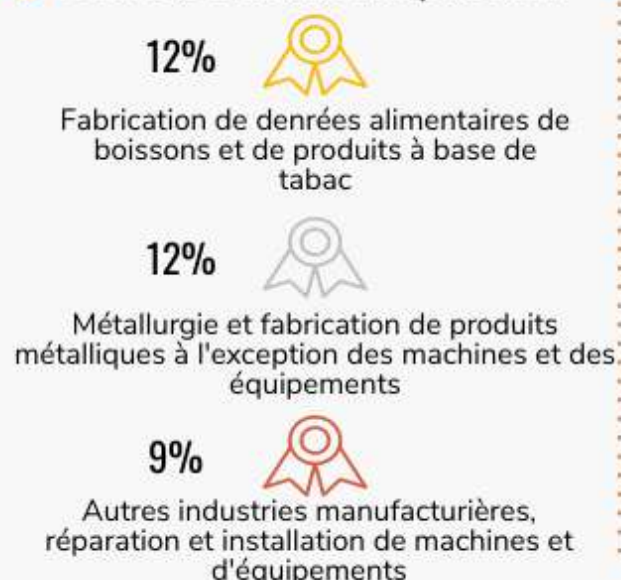 12%
Fabrication de denrées alimentaires de
boissons et de produits à base de
tabac
12%
Métallurgie et fabrication de produits
métalliques à l'exception des machines et des
équipements
9%
Autres industries manufacturières,
réparation et installation de machines et
d'équipements